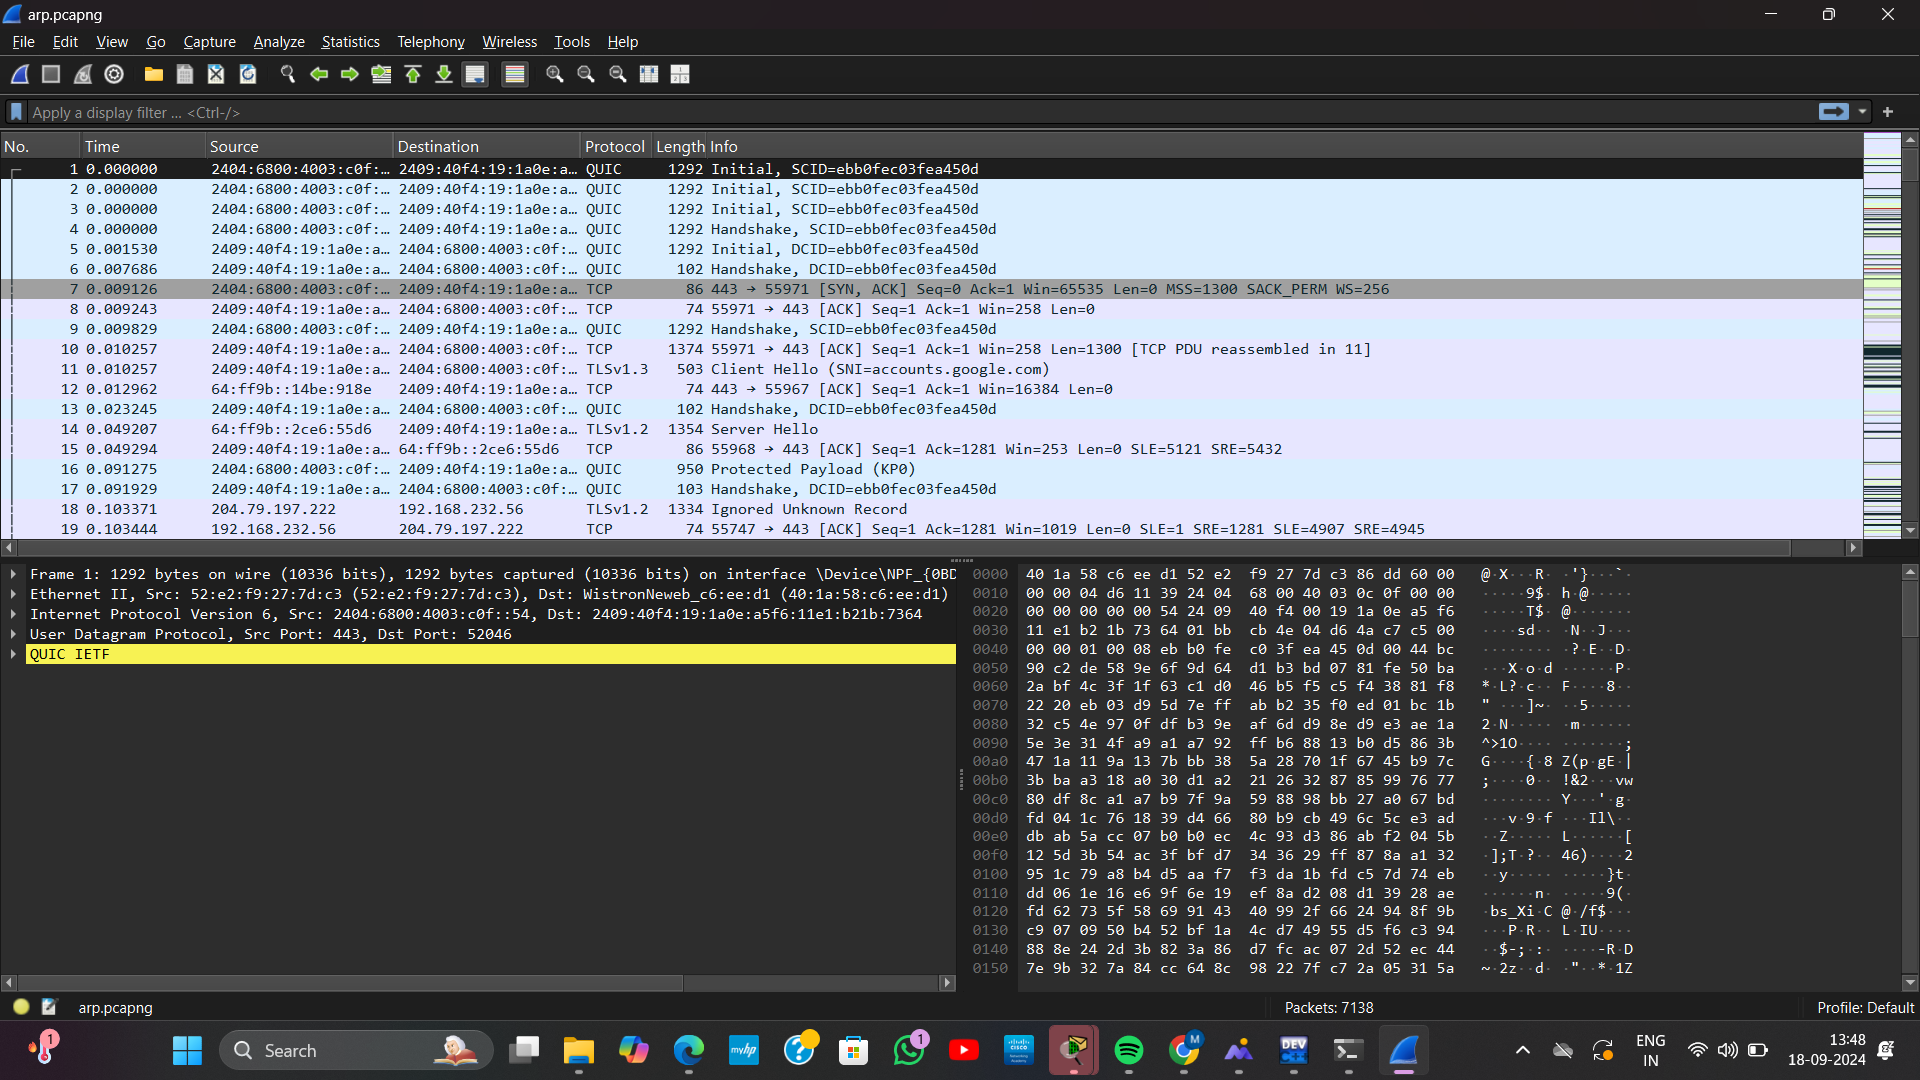 arp.pcapng
File Edit View Go Capture Analyze Statistics Telephony Wireless Tools Help
Apply a display filter ... <Ctrl-/>
No. Time Source Destination Protocol Length Info
1 0.000000 2404:6800:4003:c0f:… 2409:40f4:19:1a0e:a… QUIC 1292 Initial, SCID=ebb0fec03fea450d
2 0.000000 2404:6800:4003:c0f:… 2409:40f4:19:1a0e:a… QUIC 1292 Initial, SCID=ebb0fec03fea450d
3 0.000000 2404:6800:4003:c0f:… 2409:40f4:19:1a0e:a… QUIC 1292 Initial, SCID=ebb0fec03fea450d
4 0.000000 2404:6800:4003:c0f:… 2409:40f4:19:1a0e:a… QUIC 1292 Handshake, SCID=ebb0fec03fea450d
5 0.001530 2409:40f4:19:1a0e:a… 2404:6800:4003:c0f:… QUIC 1292 Initial, DCID=ebb0fec03fea450d
6 0.007686 2409:40f4:19:1a0e:a… 2404:6800:4003:c0f:… QUIC 102 Handshake, DCID=ebb0fec03fea450d
7 0.009126 2404:6800:4003:c0f:… 2409:40f4:19:1a0e:a… TCP 86 443 → 55971 [SYN, ACK] Seq=0 Ack=1 Win=65535 Len=0 MSS=1300 SACK_PERM WS=256
8 0.009243 2409:40f4:19:1a0e:a… 2404:6800:4003:c0f:… TCP 74 55971 → 443 [ACK] Seq=1 Ack=1 Win=258 Len=0
9 0.009829 2404:6800:4003:c0f:… 2409:40f4:19:1a0e:a… QUIC 1292 Handshake, SCID=ebb0fec03fea450d
10 0.010257 2409:40f4:19:1a0e:a… 2404:6800:4003:c0f:… TCP 1374 55971 → 443 [ACK] Seq=1 Ack=1 Win=258 Len=1300 [TCP PDU reassembled in 11]
11 0.010257 2409:40f4:19:1a0e:a… 2404:6800:4003:c0f:… TLSv1.3 503 Client Hello (SNI=accounts.google.com)
12 0.012962 64:ff9b::14be:918e 2409:40f4:19:1a0e:a… TCP 74 443 → 55967 [ACK] Seq=1 Ack=1 Win=16384 Len=0
13 0.023245 2409:40f4:19:1a0e:a… 2404:6800:4003:c0f:… QUIC 102 Handshake, DCID=ebb0fec03fea450d
14 0.049207 64:ff9b::2ce6:55d6 2409:40f4:19:1a0e:a… TLSv1.2 1354 Server Hello
15 0.049294 2409:40f4:19:1a0e:a… 64:ff9b::2ce6:55d6 TCP 86 55968 → 443 [ACK] Seq=1 Ack=1281 Win=253 Len=0 SLE=5121 SRE=5432
16 0.091275 2404:6800:4003:c0f:… 2409:40f4:19:1a0e:a… QUIC 950 Protected Payload (KP0)
17 0.091929 2409:40f4:19:1a0e:a… 2404:6800:4003:c0f:… QUIC 103 Handshake, DCID=ebb0fec03fea450d
18 0.103371 204.79.197.222 192.168.232.56 TLSv1.2 1334 Ignored Unknown Record
19 0.103444 192.168.232.56 204.79.197.222 TCP 74 55747 → 443 [ACK] Seq=1 Ack=1281 Win=1019 Len=0 SLE=1 SRE=1281 SLE=4907 SRE=4945
Frame 1: 1292 bytes on wire (10336 bits), 1292 bytes captured (10336 bits) on interface \Device\NPF_{0BD
Ethernet II, Src: 52:e2:f9:27:7d:c3 (52:e2:f9:27:7d:c3), Dst: WistronNeweb_c6:ee:d1 (40:1a:58:c6:ee:d1)
Internet Protocol Version 6, Src: 2404:6800:4003:c0f::54, Dst: 2409:40f4:19:1a0e:a5f6:11e1:b21b:7364
User Datagram Protocol, Src Port: 443, Dst Port: 52046
QUIC IETF
0000 40 1a 58 c6 ee d1 52 e2 f9 27 7d c3 86 dd 60 00 @·X···R· ·'}···`·
0010 00 00 04 d6 11 39 24 04 68 00 40 03 0c 0f 00 00 ·····9$· h·@·····
0020 00 00 00 00 00 54 24 09 40 f4 00 19 1a 0e a5 f6 ·····T$· @·······
0030 11 e1 b2 1b 73 64 01 bb cb 4e 04 d6 4a c7 c5 00 ····sd·· ·N··J···
0040 00 00 01 00 08 eb b0 fe c0 3f ea 45 0d 00 44 bc ········ ·?·E··D·
0050 90 c2 de 58 9e 6f 9d 64 d1 b3 bd 07 81 fe 50 ba ···X·o·d ······P·
0060 2a bf 4c 3f 1f 63 c1 d0 46 b5 f5 c5 f4 38 81 f8 *·L?·c·· F····8··
0070 22 20 eb 03 d9 5d 7e ff ab b2 35 f0 ed 01 bc 1b " ···]~· ··5·····
0080 32 c5 4e 97 0f df b3 9e af 6d d9 8e d9 e3 ae 1a 2·N····· ·m······
0090 5e 3e 31 4f a9 a1 a7 92 ff b6 88 13 b0 d5 86 3b ^>1O···· ·······;
00a0 47 1a 11 9a 13 7b bb 38 5a 28 70 1f 67 45 b9 7c G····{·8 Z(p·gE·|
00b0 3b ba a3 18 a0 30 d1 a2 21 26 32 87 85 99 76 77 ;····0·· !&2···vw
00c0 80 df 8c a1 a7 b9 7f 9a 59 88 98 bb 27 a0 67 bd ········ Y···'·g·
00d0 fd 04 1c 76 18 39 d4 66 80 b9 cb 49 6c 5c e3 ad ···v·9·f ···Il\··
00e0 db ab 5a cc 07 b0 b0 ec 4c 93 d3 86 ab f2 04 5b ··Z····· L······[
00f0 12 5d 3b 54 ac 3f bf d7 34 36 29 ff 87 8a a1 32 ·];T·?·· 46)····2
0100 95 1c 79 a8 b4 d5 aa f7 f3 da 1b fd c5 7d 74 eb ··y····· ·····}t·
0110 dd 06 1e 16 e6 9f 6e 19 ef 8a d2 08 d1 39 28 ae ······n· ·····9(·
0120 fd 62 73 5f 58 69 91 43 40 99 2f 66 24 94 8f 9b ·bs_Xi·C @·/f$···
0130 c9 07 09 50 b4 52 bf 1a 4c d7 49 55 d5 f6 c3 94 ···P·R·· L·IU····
0140 88 8e 24 2d 3b 82 3a 86 d7 fc ac 07 2d 52 ec 44 ··$-;·:· ····-R·D
0150 7e 9b 32 7a 84 cc 64 8c 98 22 7f c7 2a 05 31 5a ~·2z··d· ·"··*·1Z
arp.pcapng Packets: 7138 Profile: Default
1 Search myhp cisco 1 M DEV ENG IN 13:48 18-09-2024